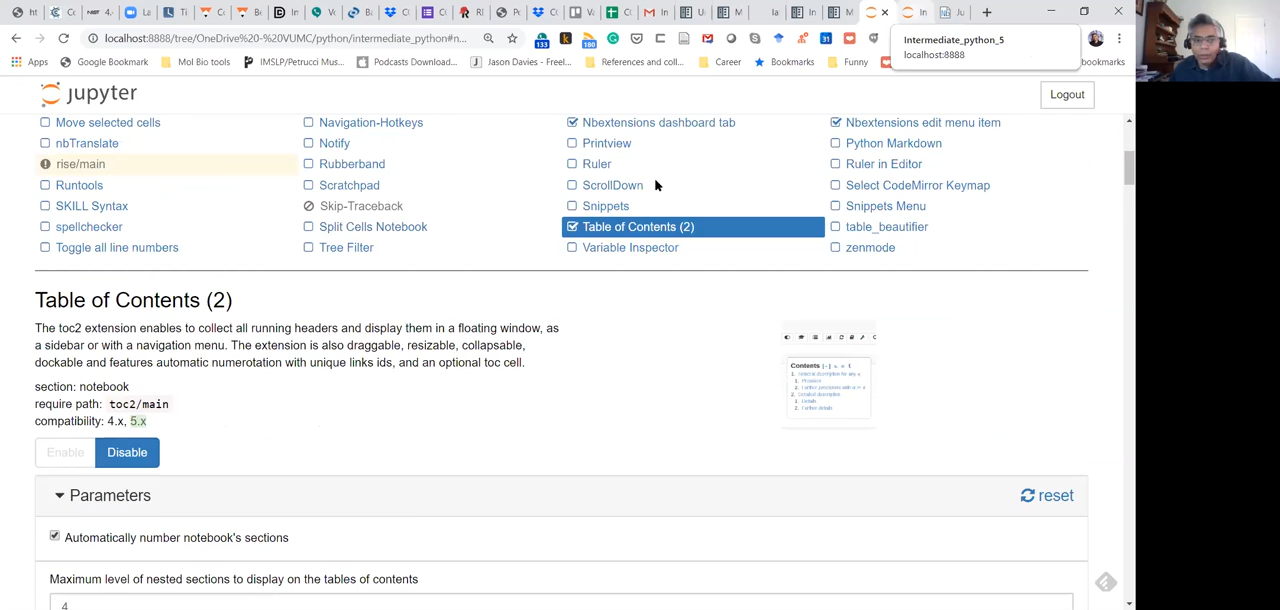 localhost:8888/tree/OneDrive%20-%20VUMC/python/intermediate_python#n...
133
180
31
Intermediate_python_5
localhost:8888
Apps
Google Bookmark
Mol Bio tools
IMSLP/Petrucci Mus...
Podcasts Download...
Jason Davies - Freel...
References and coll...
Career
Bookmarks
Funny
bookmarks
jupyter
Logout
Move selected cells
Navigation-Hotkeys
Nbextensions dashboard tab
Nbextensions edit menu item
nbTranslate
Notify
Printview
Python Markdown
rise/main
Rubberband
Ruler
Ruler in Editor
Runtools
Scratchpad
ScrollDown
Select CodeMirror Keymap
SKILL Syntax
Skip-Traceback
Snippets
Snippets Menu
spellchecker
Split Cells Notebook
Table of Contents (2)
table_beautifier
Toggle all line numbers
Tree Filter
Variable Inspector
zenmode
Table of Contents (2)
The toc2 extension enables to collect all running headers and display them in a floating window, as
a sidebar or with a navigation menu. The extension is also draggable, resizable, collapsable,
dockable and features automatic numerotation with unique links ids, and an optional toc cell.
Contents
section: notebook
require path: toc2/main
compatibility: 4.x, 5.x
Enable
Disable
Parameters
reset
Automatically number notebook's sections
Maximum level of nested sections to display on the tables of contents
4